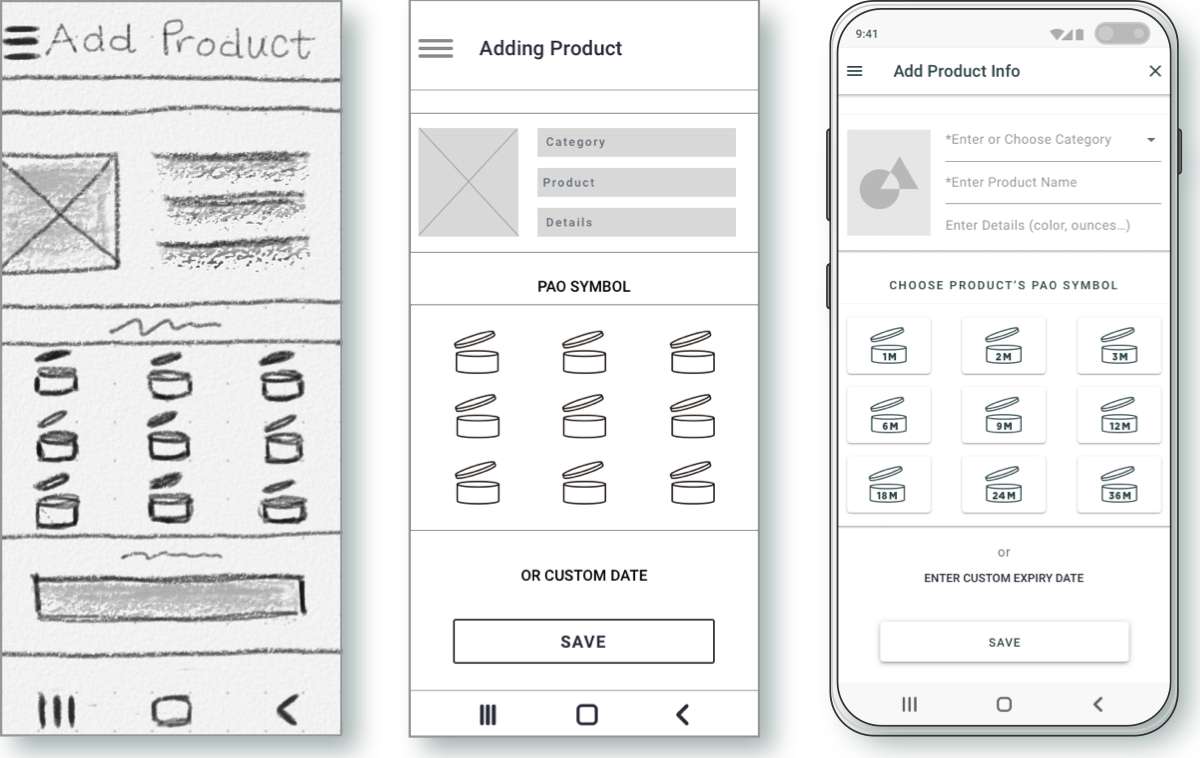 Add Product
Adding Product
Category
Product
Details
PAO SYMBOL
OR CUSTOM DATE
SAVE
9:41
Add Product Info
*Enter or Choose Category
*Enter Product Name
Enter Details (color, ounces...)
CHOOSE PRODUCT'S PAO SYMBOL
1M 2M 3M
6M 9M 12M
18M 24M 36M
or
ENTER CUSTOM EXPIRY DATE
SAVE